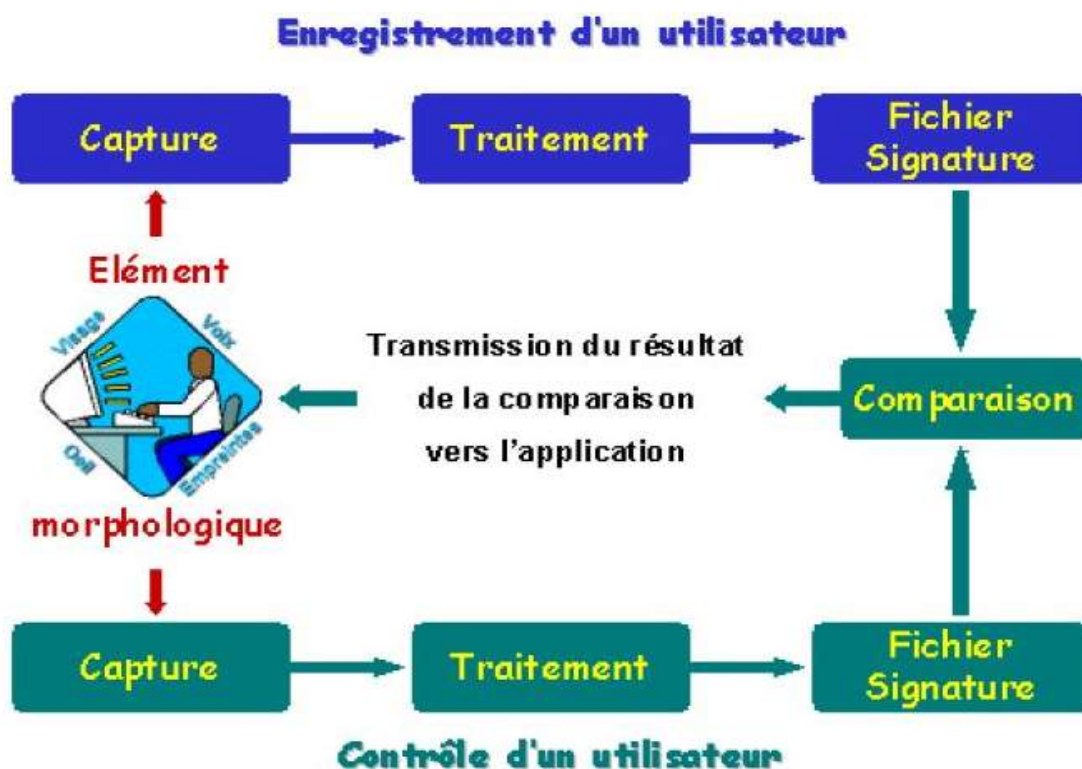 Enregistrement d'un utilisateur
Capture
Traitement
Fichier
Signature
Elément
Visage
Voix
Oeil
Empreintes
morphologique
Transmission du résultat
de la comparaison
vers l'application
Comparaison
Capture
Traitement
Fichier
Signature
Contrôle d'un utilisateur